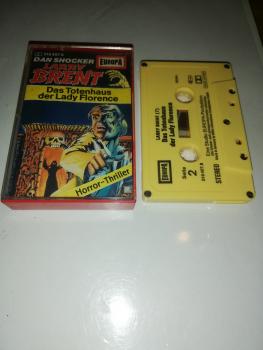 DAN SHOCKER
EUROPA
LARRY
BRENT
Das Totenhaus
der Lady Florence
Horror-Thriller
EUROPA
LARRY BRENT (7)
Das Totenhaus
der Lady Florence
Seite
2
STEREO